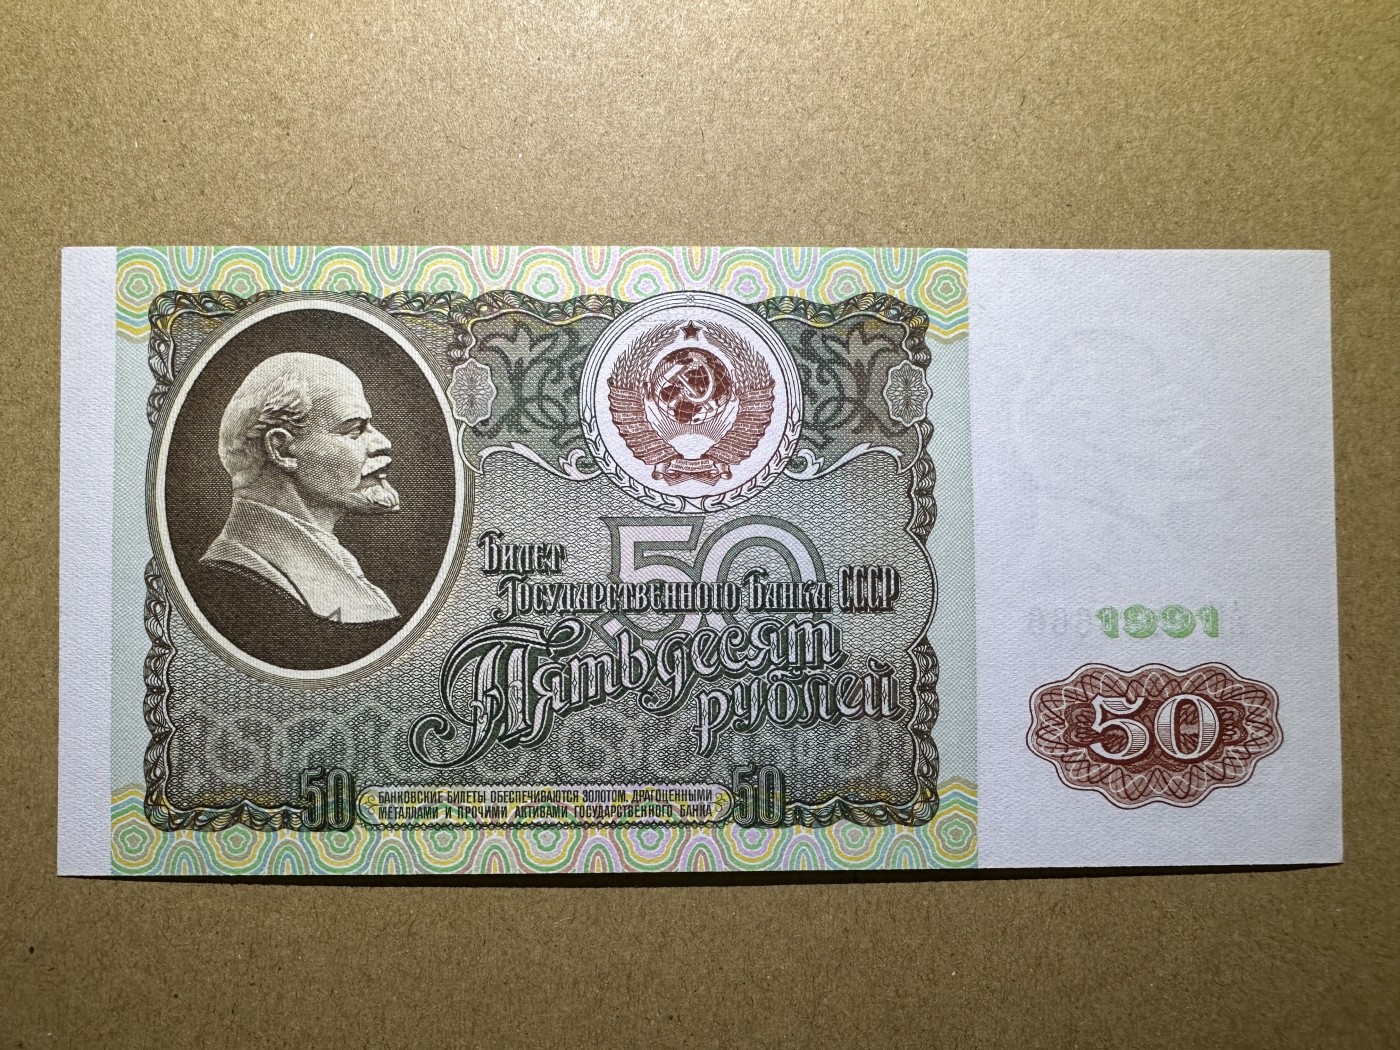 50
Билет
Государственного Банка СССР
Пятьдесят
рублей
1991
50
50
БАНКОВСКИЕ БИЛЕТЫ ОБЕСПЕЧИВАЮТСЯ ЗОЛОТОМ, ДРАГОЦЕННЫМИ
МЕТАЛЛАМИ И ПРОЧИМИ АКТИВАМИ ГОСУДАРСТВЕННОГО БАНКА
50